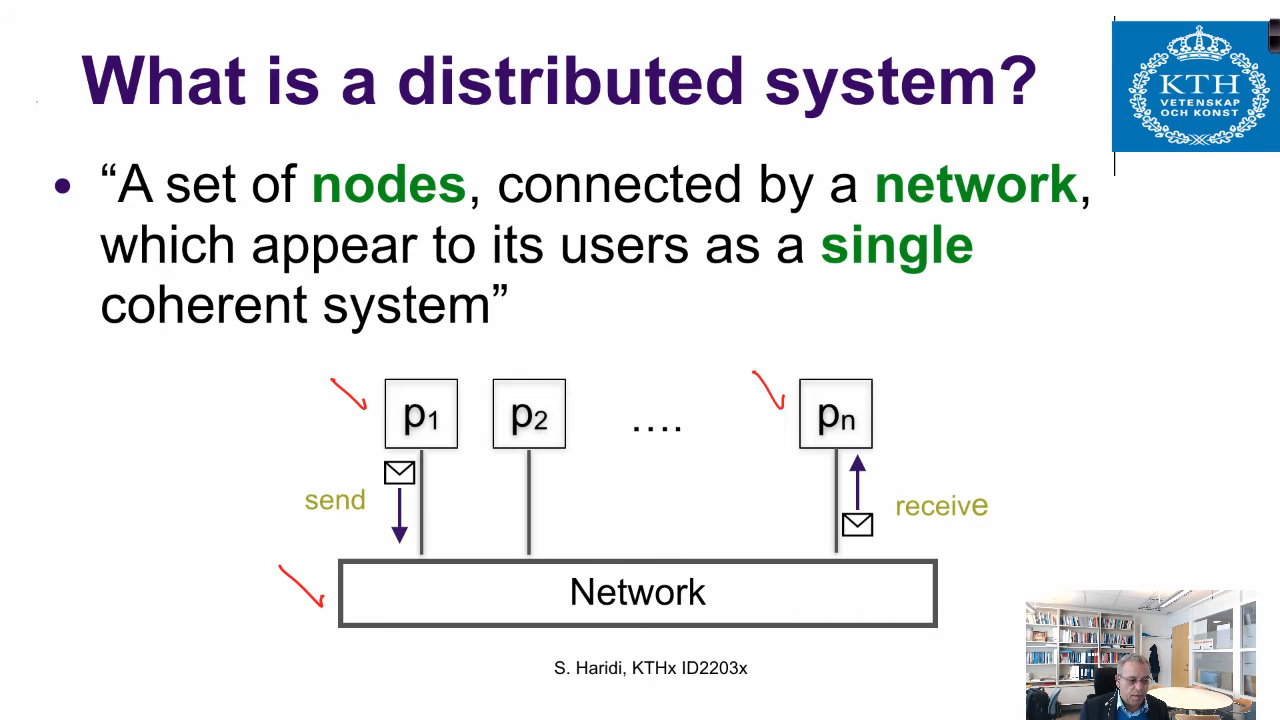 What is a distributed system?
KTH
VETENSKAP
OCH KONST
• “A set of nodes, connected by a network,
which appear to its users as a single
coherent system”
p1 p2 .... pn
send
receive
Network
S. Haridi, KTHx ID2203x